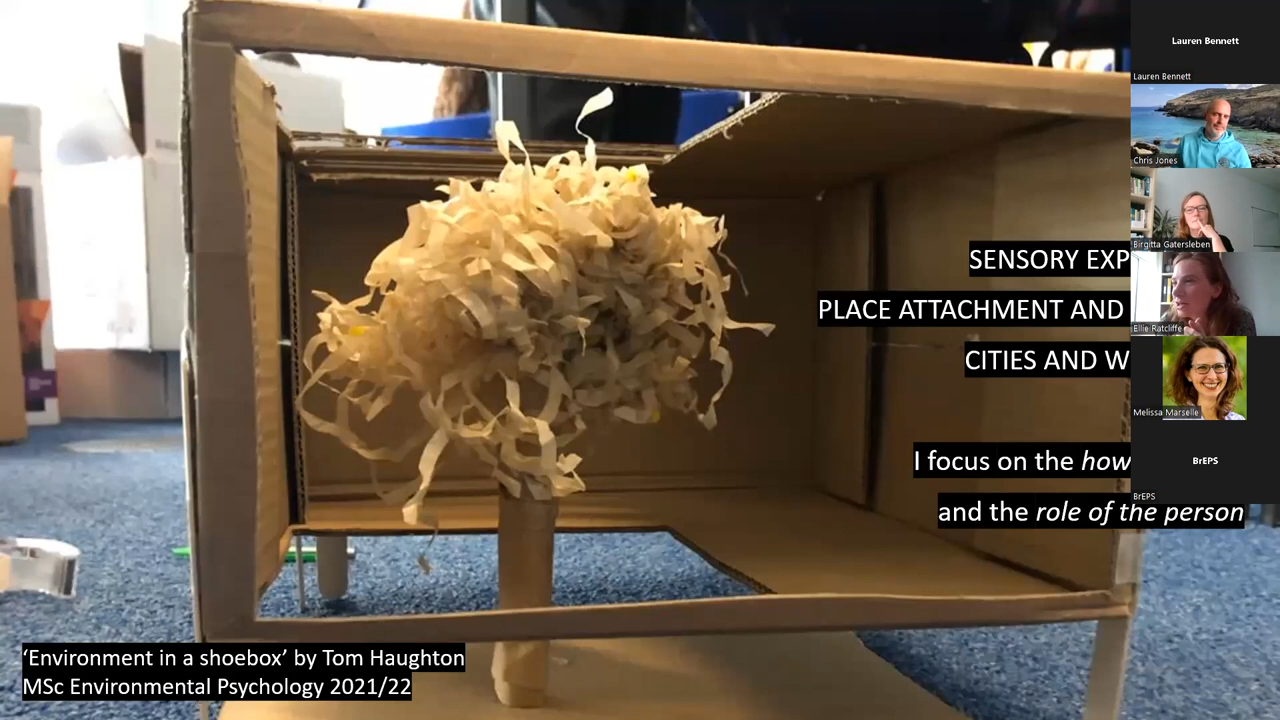 Lauren Bennett
Lauren Bennett
Chris Jones
Birgitta Gatersleben
SENSORY EXP
PLACE ATTACHMENT AND
Ellie Ratcliffe
CITIES AND W
Melissa Marselle
I focus on the how
BrEPS
BrEPS
and the role of the person
‘Environment in a shoebox’ by Tom Haughton
MSc Environmental Psychology 2021/22